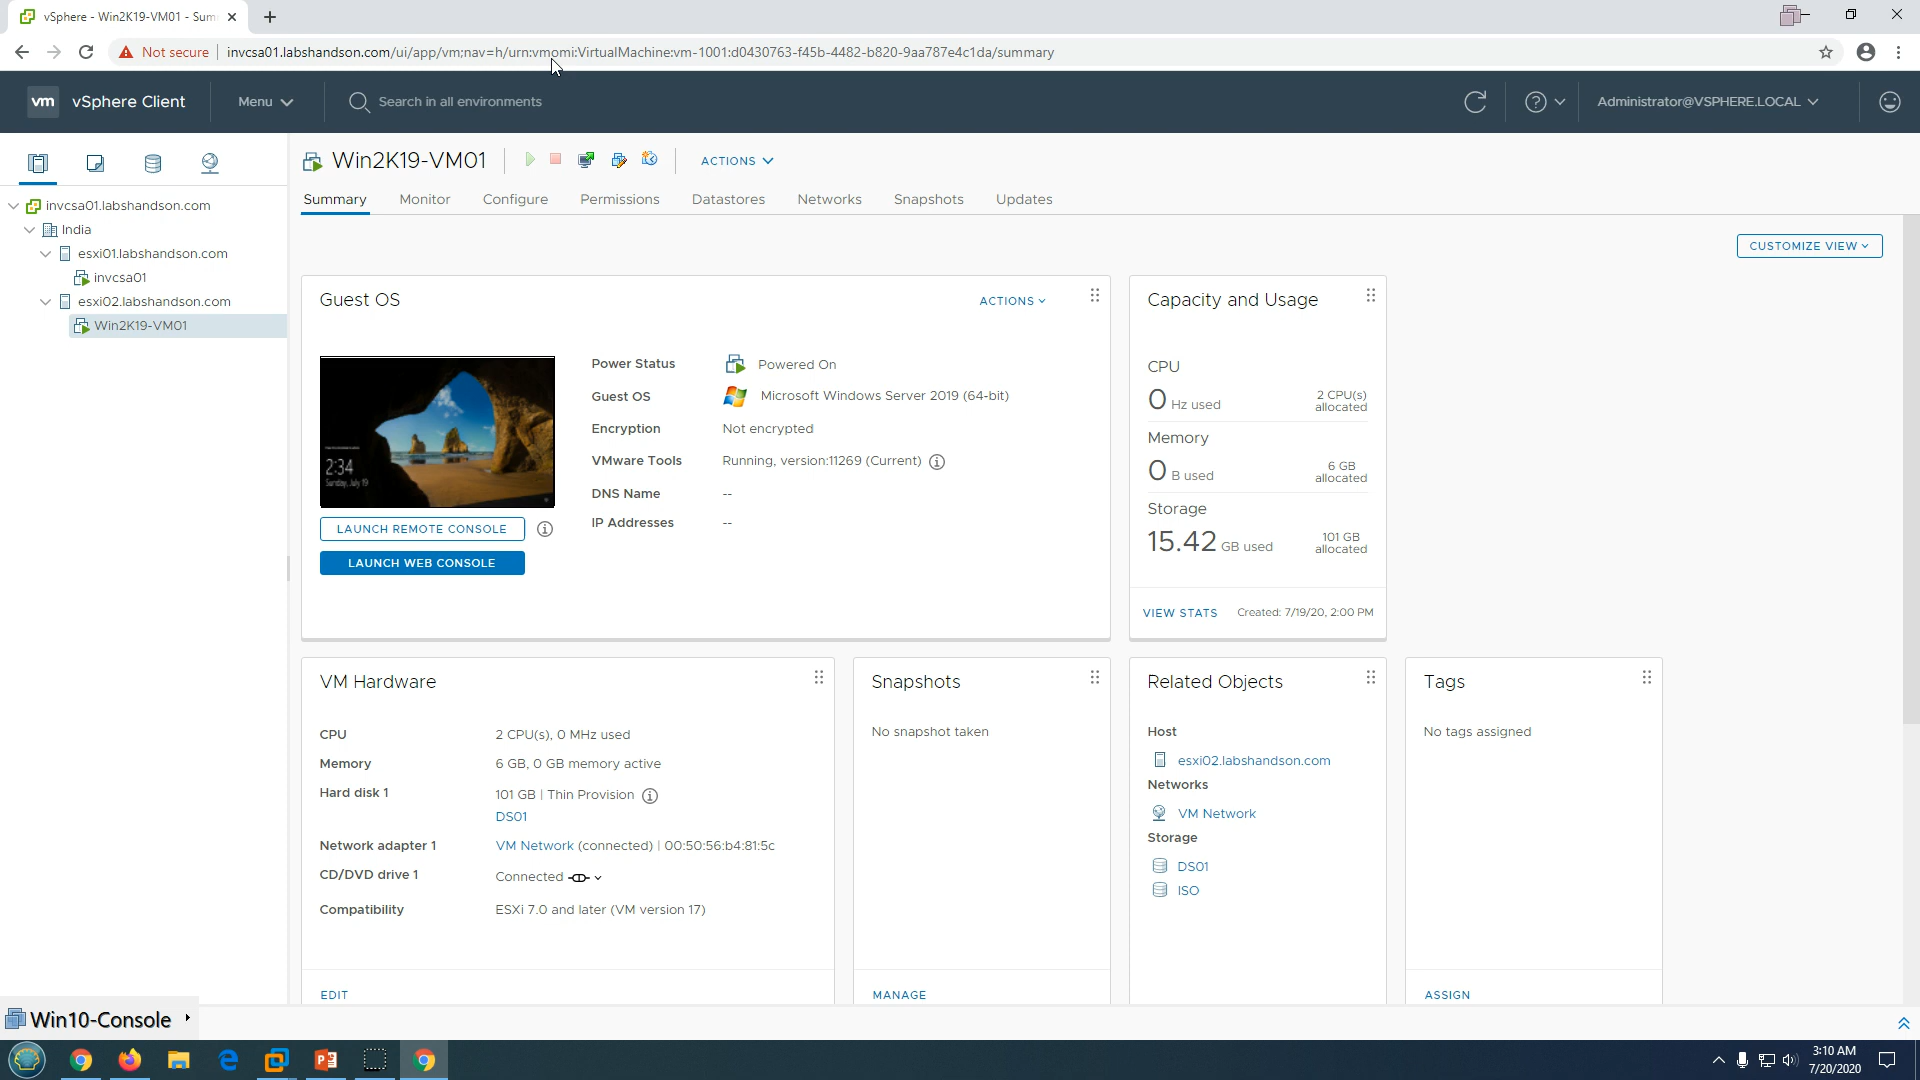 vSphere - Win2K19-VM01 - Sum
Not secure
invcsa01.labshandson.com/ui/app/vm;nav=h/urn:vmomi:VirtualMachine:vm-1001:d0430763-f45b-4482-b820-9aa787e4c1da/summary
vm vSphere Client
Menu
Search in all environments
Administrator@VSPHERE.LOCAL
Win2K19-VM01
ACTIONS
Summary Monitor Configure Permissions Datastores Networks Snapshots Updates
invcsa01.labshandson.com
India
esxi01.labshandson.com
invcsa01
esxi02.labshandson.com
Win2K19-VM01
CUSTOMIZE VIEW
Guest OS
ACTIONS
2:34
Sunday, July 19
LAUNCH REMOTE CONSOLE
LAUNCH WEB CONSOLE
Power Status Powered On
Guest OS Microsoft Windows Server 2019 (64-bit)
Encryption Not encrypted
VMware Tools Running, version:11269 (Current)
DNS Name --
IP Addresses --
Capacity and Usage
CPU
0 Hz used 2 CPU(s) allocated
Memory
0 B used 6 GB allocated
Storage
15.42 GB used 101 GB allocated
VIEW STATS Created: 7/19/20, 2:00 PM
VM Hardware
CPU 2 CPU(s), 0 MHz used
Memory 6 GB, 0 GB memory active
Hard disk 1 101 GB | Thin Provision
DS01
Network adapter 1 VM Network (connected) | 00:50:56:b4:81:5c
CD/DVD drive 1 Connected
Compatibility ESXi 7.0 and later (VM version 17)
EDIT
Snapshots
No snapshot taken
MANAGE
Related Objects
Host
esxi02.labshandson.com
Networks
VM Network
Storage
DS01
ISO
Tags
No tags assigned
ASSIGN
Win10-Console
3:10 AM
7/20/2020